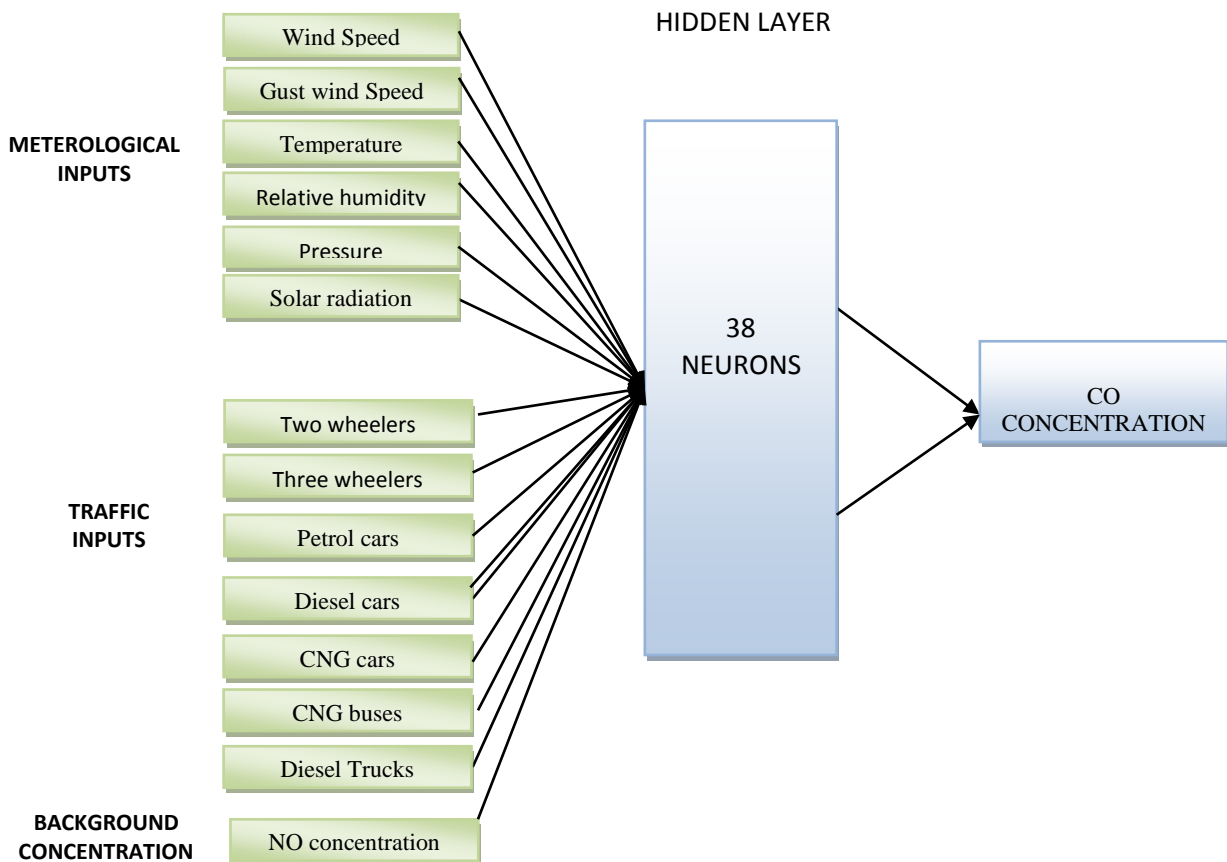 HIDDEN LAYER
METEROLOGICAL
INPUTS
Wind Speed
Gust wind Speed
Temperature
Relative humidity
Pressure
Solar radiation
TRAFFIC
INPUTS
Two wheelers
Three wheelers
Petrol cars
Diesel cars
CNG cars
CNG buses
Diesel Trucks
BACKGROUND
CONCENTRATION
NO concentration
38
NEURONS
CO
CONCENTRATION